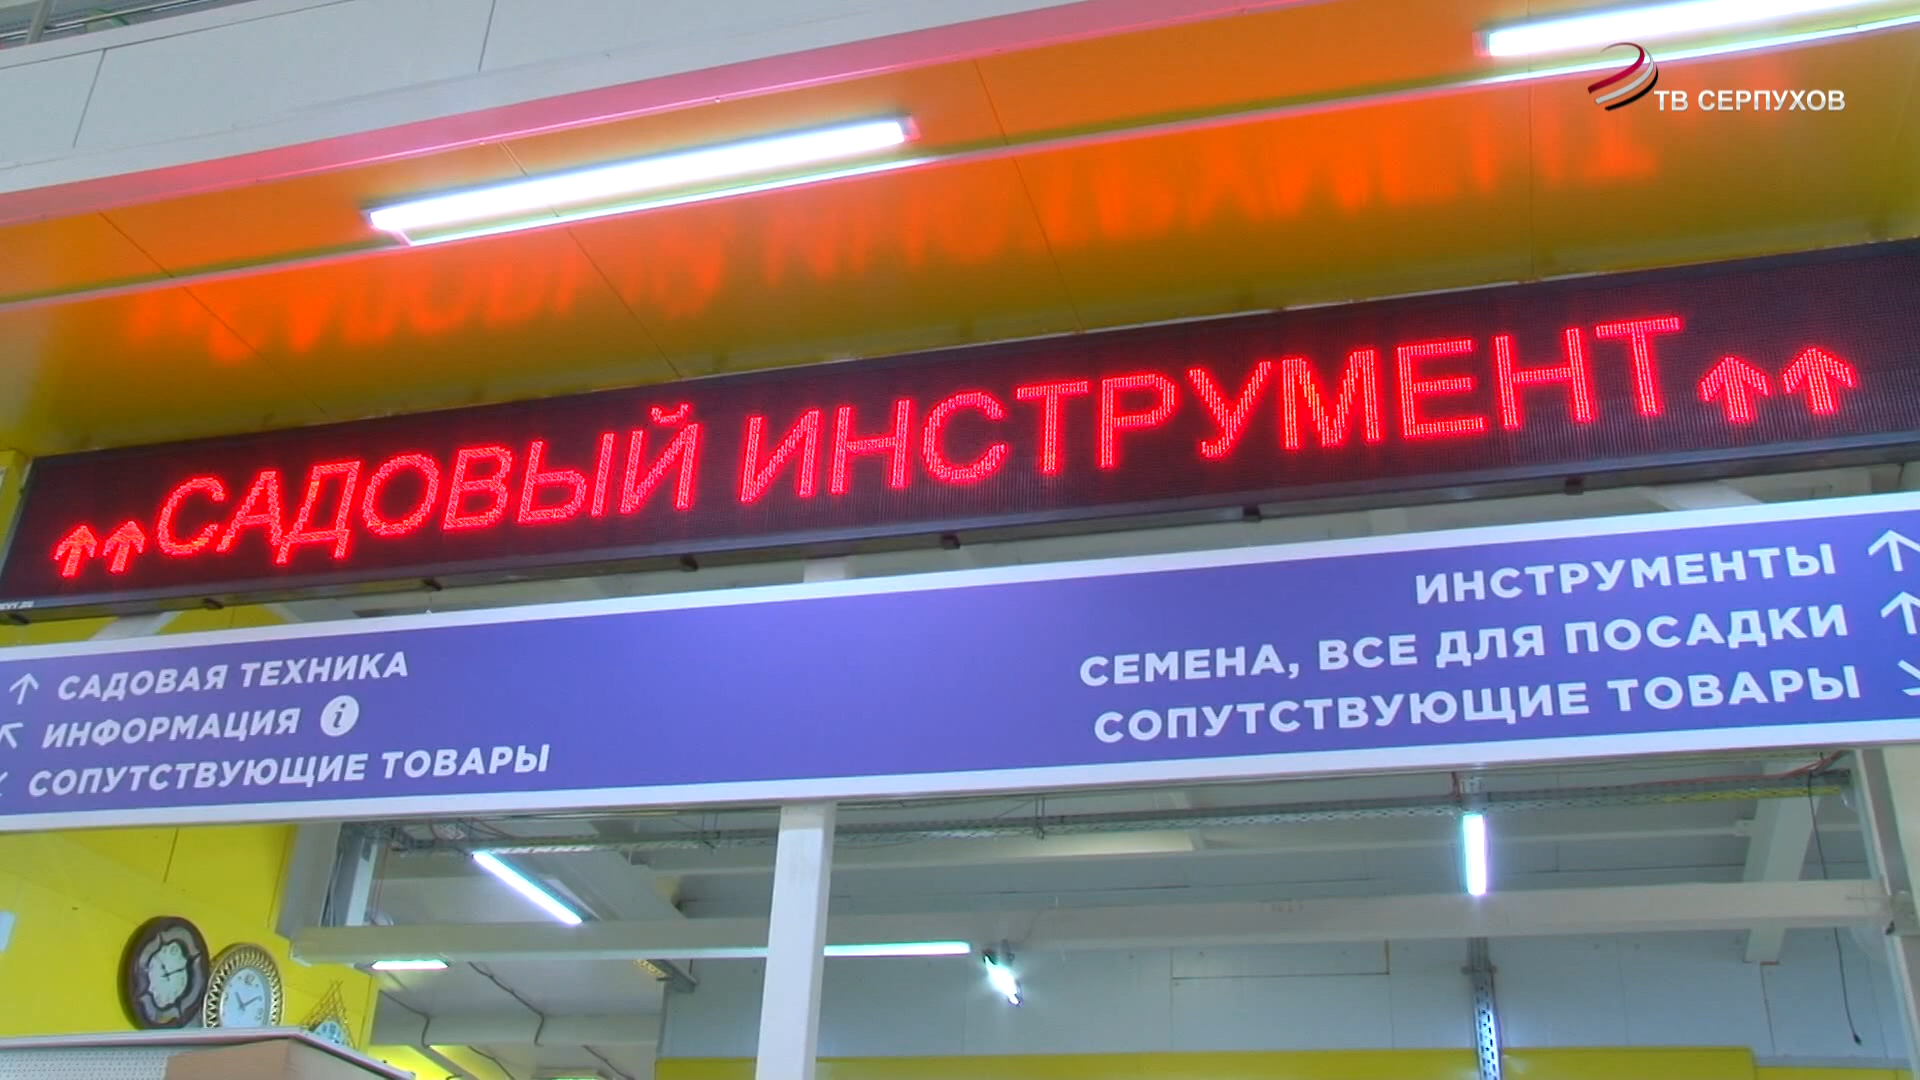 ТВ СЕРПУХОВ
↑↑САДОВЫЙ ИНСТРУМЕНТ↑↑
↑ САДОВАЯ ТЕХНИКА
↖ ИНФОРМАЦИЯ i
↙ СОПУТСТВУЮЩИЕ ТОВАРЫ
ИНСТРУМЕНТЫ ↑
СЕМЕНА, ВСЕ ДЛЯ ПОСАДКИ ↑
СОПУТСТВУЮЩИЕ ТОВАРЫ ↘